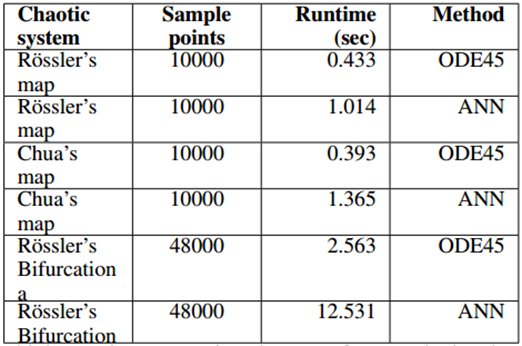 Chaotic system Sample points Runtime (sec) Method
Rössler's map 10000 0.433 ODE45
Rössler's map 10000 1.014 ANN
Chua's map 10000 0.393 ODE45
Chua's map 10000 1.365 ANN
Rössler's Bifurcation a 48000 2.563 ODE45
Rössler's Bifurcation 48000 12.531 ANN